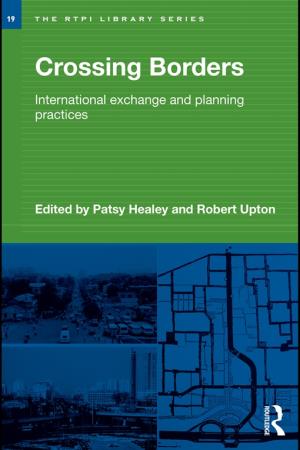 19 THE RTPI LIBRARY SERIES
Crossing Borders
International exchange and planning
practices
Edited by Patsy Healey and Robert Upton
ROUTLEDGE